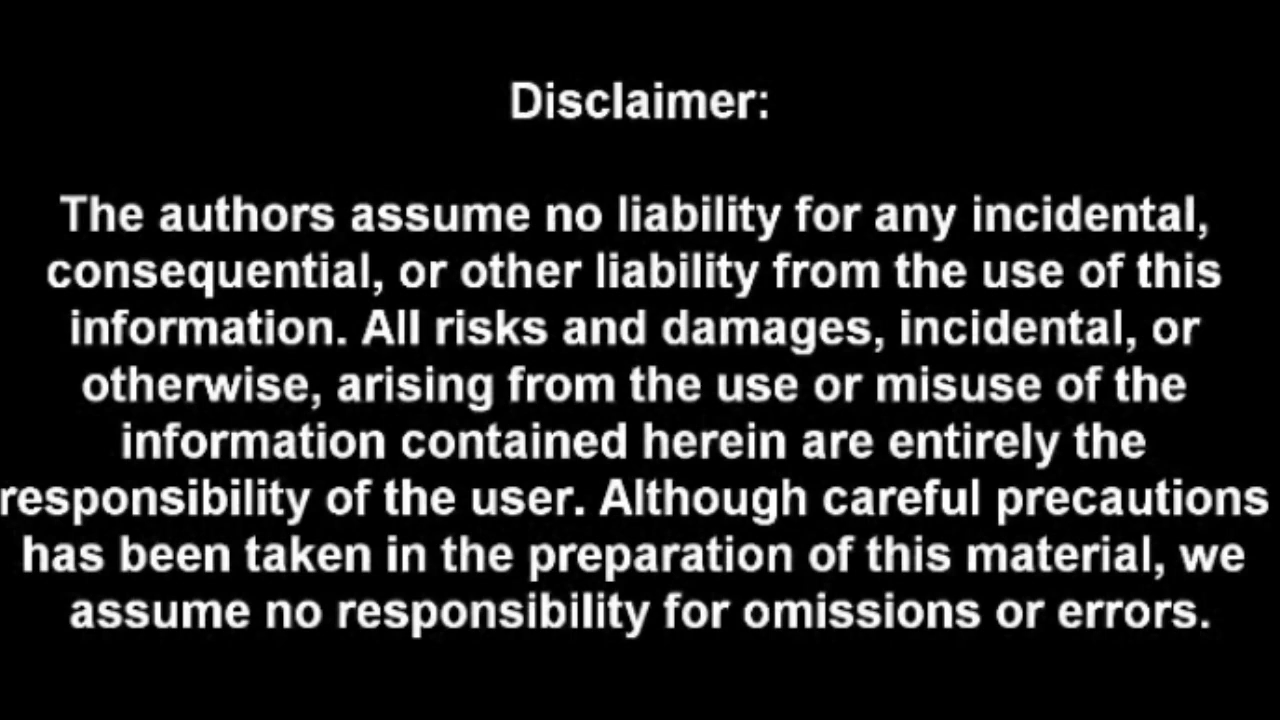 Disclaimer:
The authors assume no liability for any incidental,
consequential, or other liability from the use of this
information. All risks and damages, incidental, or
otherwise, arising from the use or misuse of the
information contained herein are entirely the
responsibility of the user. Although careful precautions
has been taken in the preparation of this material, we
assume no responsibility for omissions or errors.